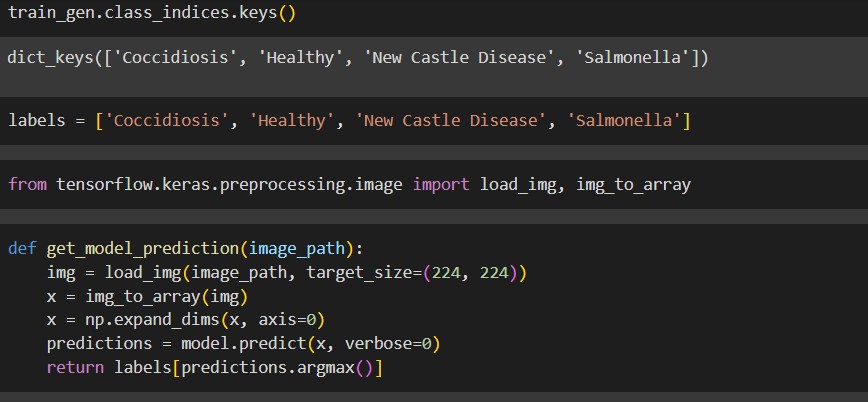 train_gen.class_indices.keys()
dict_keys(['Coccidiosis', 'Healthy', 'New Castle Disease', 'Salmonella'])
labels = ['Coccidiosis', 'Healthy', 'New Castle Disease', 'Salmonella']
from tensorflow.keras.preprocessing.image import load_img, img_to_array
def get_model_prediction(image_path):
    img = load_img(image_path, target_size=(224, 224))
    x = img_to_array(img)
    x = np.expand_dims(x, axis=0)
    predictions = model.predict(x, verbose=0)
    return labels[predictions.argmax()]